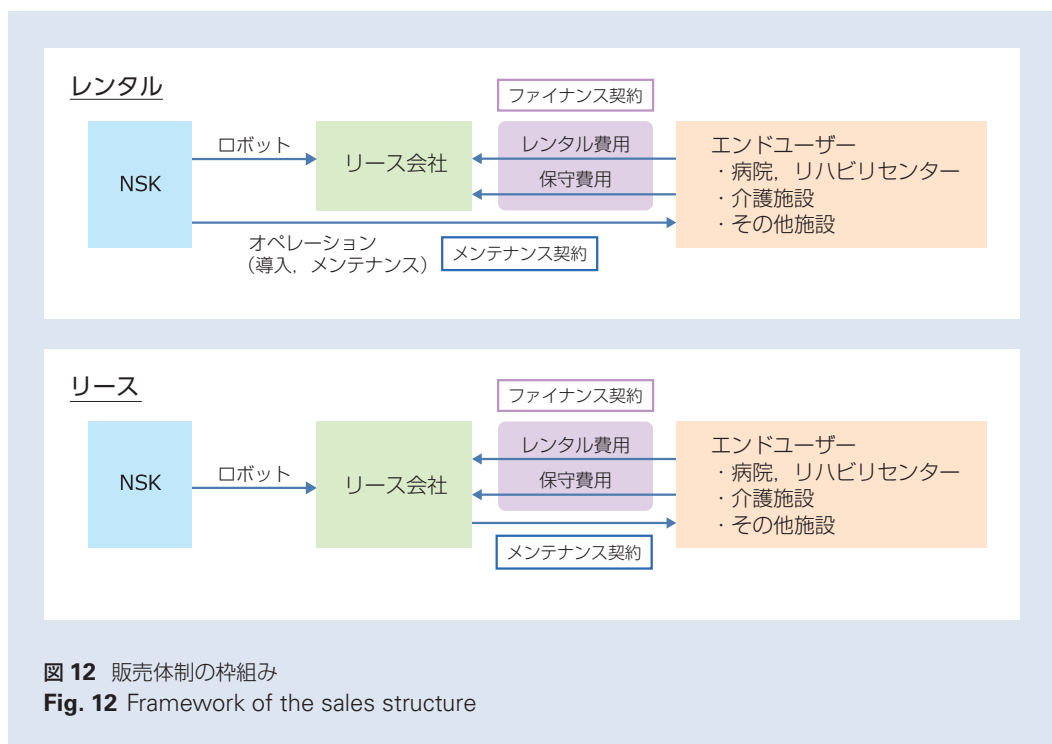 レンタル
ファイナンス契約
NSK
ロボット
リース会社
レンタル費用
保守費用
エンドユーザー
・病院，リハビリセンター
・介護施設
・その他施設
オペレーション
（導入，メンテナンス）
メンテナンス契約
リース
ファイナンス契約
NSK
ロボット
リース会社
レンタル費用
保守費用
エンドユーザー
・病院，リハビリセンター
・介護施設
・その他施設
メンテナンス契約
図 12 販売体制の枠組み
Fig. 12 Framework of the sales structure